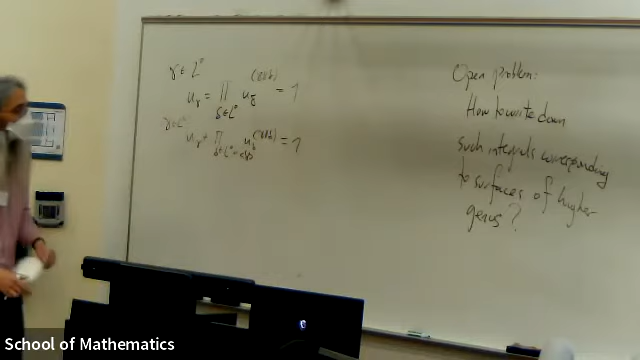 γ ∈ L°
u_γ = ∏_{δ∈L°} u_δ^{(γ||δ)} = 1
γ ∈ L°
u_γ + ∏ u_δ = 1
Open problem:
How to write down
such integrals corresponding
to surfaces of higher
genus?
School of Mathematics